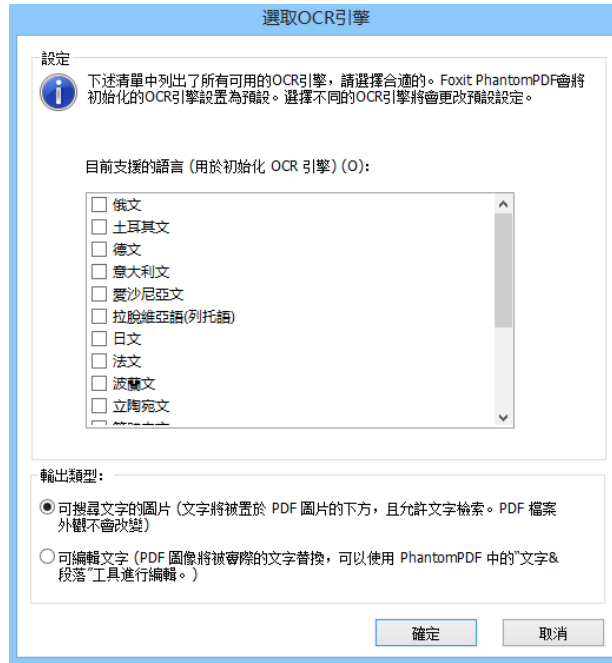 選取OCR引擎
設定
下述清單中列出了所有可用的OCR引擎，請選擇合適的。Foxit PhantomPDF會將
初始化的OCR引擎設置為預設。選擇不同的OCR引擎將會更改預設設定。
目前支援的語言 (用於初始化 OCR 引擎) (O):
俄文
土耳其文
德文
意大利文
愛沙尼亞文
拉脫維亞語(列托語)
日文
法文
波蘭文
立陶宛文
輸出類型:
可搜尋文字的圖片 (文字將被置於 PDF 圖片的下方，且允許文字檢索。PDF 檔案
外觀不會改變)
可編輯文字 (PDF 圖像將被實際的文字替換，可以使用 PhantomPDF 中的"文字&
段落"工具進行編輯。)
確定
取消